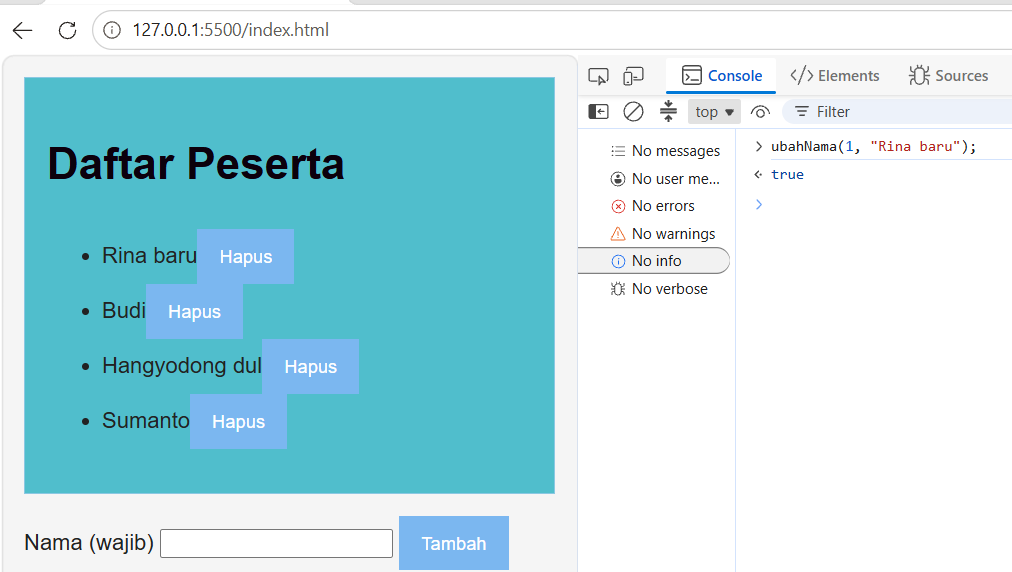 127.0.0.1:5500/index.html
Console
Elements
Sources
top
Filter
Daftar Peserta
Rina baru Hapus
Budi Hapus
Hangyodong dul Hapus
Sumanto Hapus
Nama (wajib)
Tambah
No messages
No user me...
No errors
No warnings
No info
No verbose
ubahNama(1, "Rina baru");
true